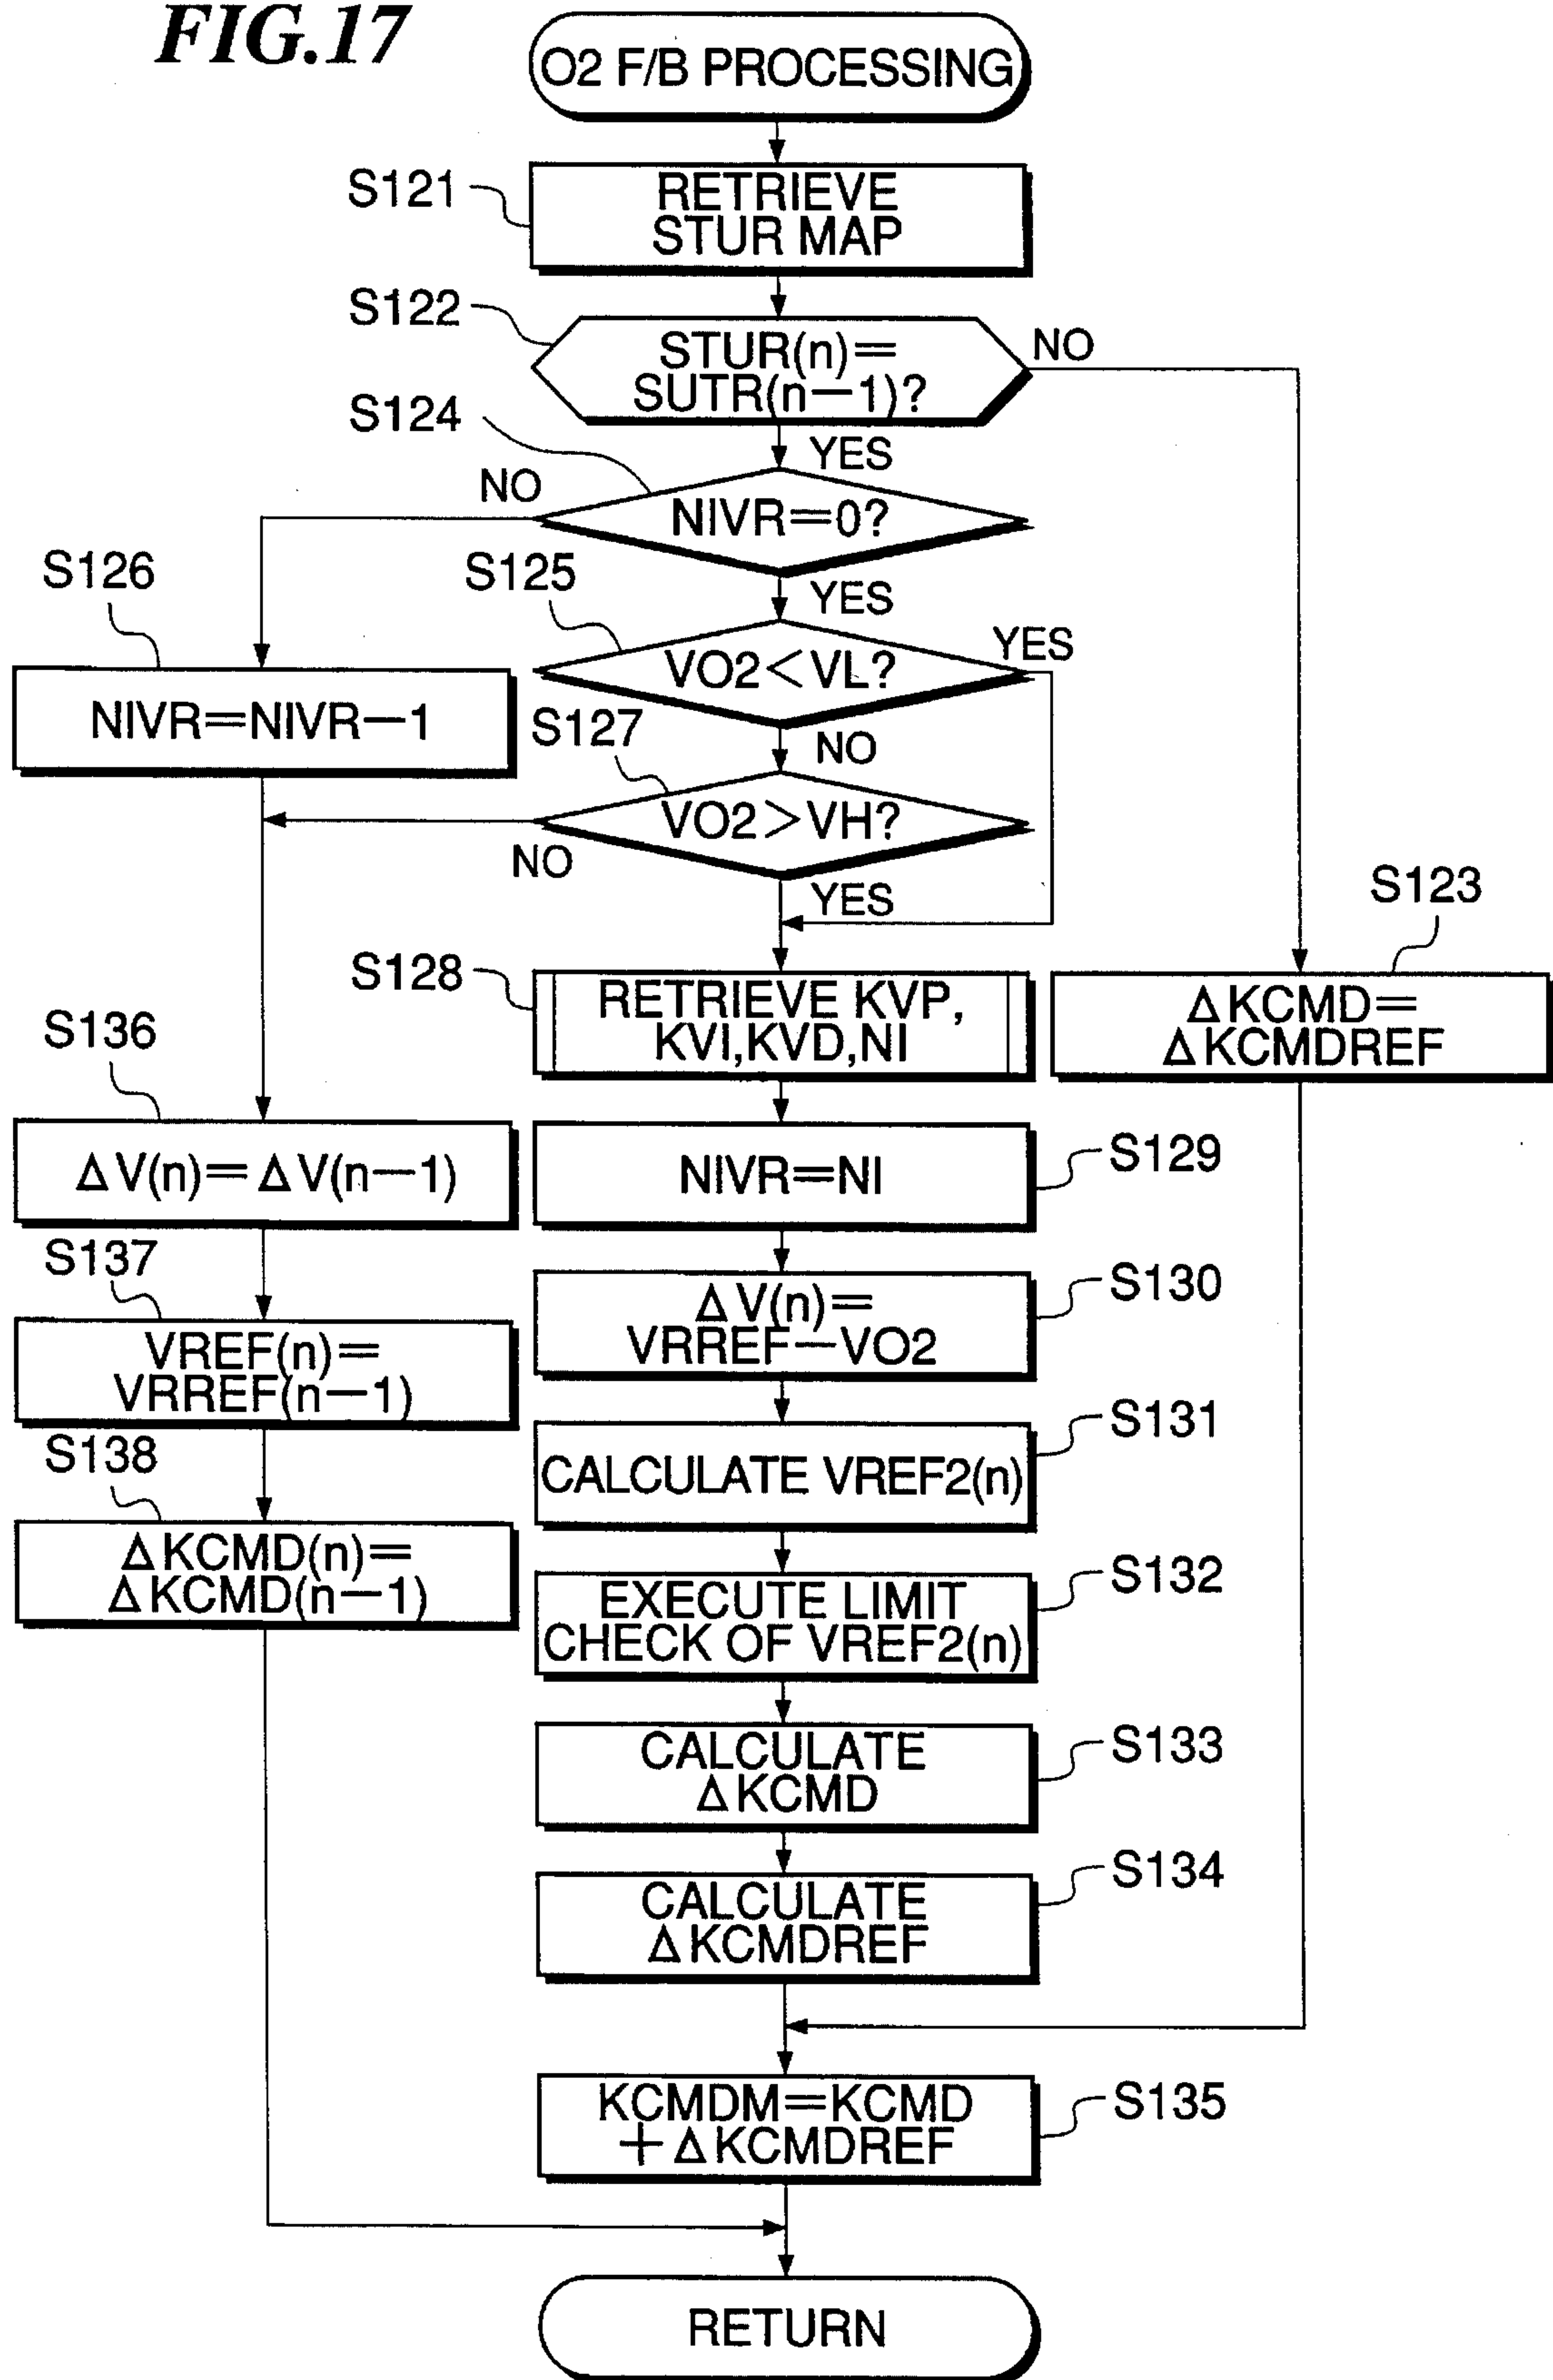 FIG.17
O2 F/B PROCESSING
S121
RETRIEVE
STUR MAP
S122
STUR(n)=
SUTR(n-1)?
NO
YES
S124
NIVR=0?
NO
YES
S126
NIVR=NIVR-1
S125
VO2<VL?
YES
NO
S127
VO2>VH?
NO
YES
S123
ΔKCMD=
ΔKCMDREF
S128
RETRIEVE KVP,
KVI,KVD,NI
S136
ΔV(n)=ΔV(n-1)
S129
NIVR=NI
S137
VREF(n)=
VRREF(n-1)
S130
ΔV(n)=
VRREF-VO2
S138
ΔKCMD(n)=
ΔKCMD(n-1)
S131
CALCULATE VREF2(n)
S132
EXECUTE LIMIT
CHECK OF VREF2(n)
S133
CALCULATE
ΔKCMD
S134
CALCULATE
ΔKCMDREF
S135
KCMDM=KCMD
+ΔKCMDREF
RETURN